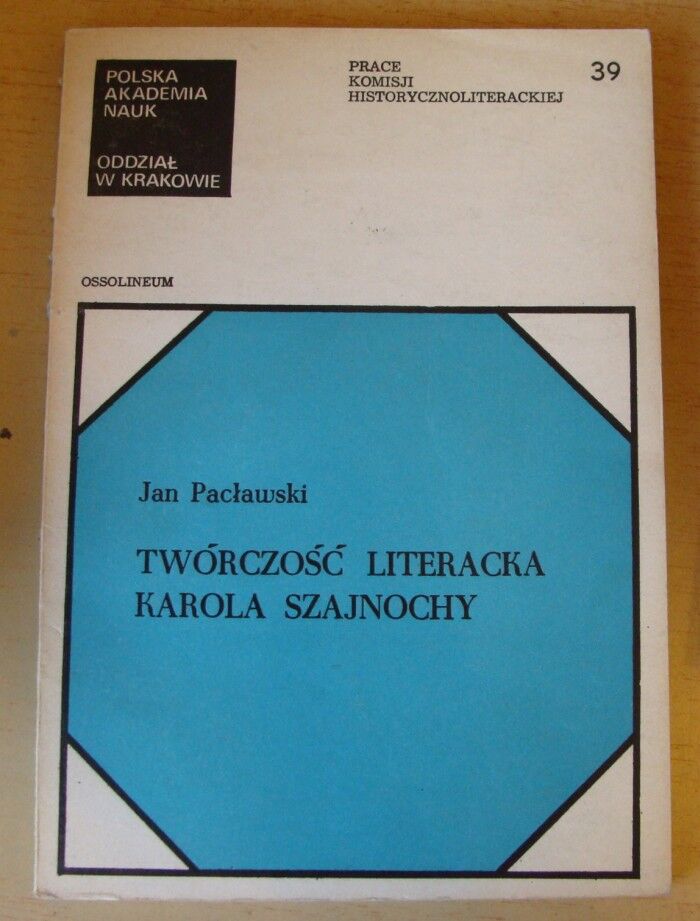 POLSKA
AKADEMIA
NAUK
ODDZIAŁ
W KRAKOWIE
PRACE
KOMISJI
HISTORYCZNOLITERACKIEJ
39
OSSOLINEUM
Jan Pacławski
TWÓRCZOŚĆ LITERACKA
KAROLA SZAJNOCHY